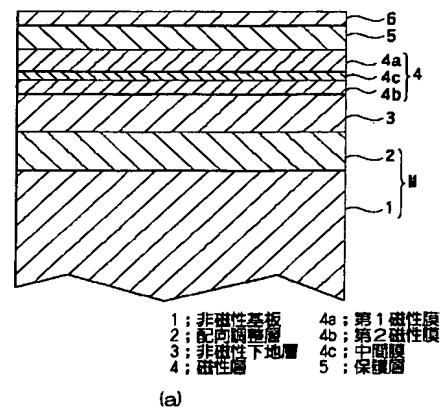 6
5
4a
4c
4
4b
3
2
M
1
1；非磁性基板 4a；第1磁性膜
2；配向調整層 4b；第2磁性膜
3；非磁性下地層 4c；中間膜
4；磁性層 5；保護層
(a)